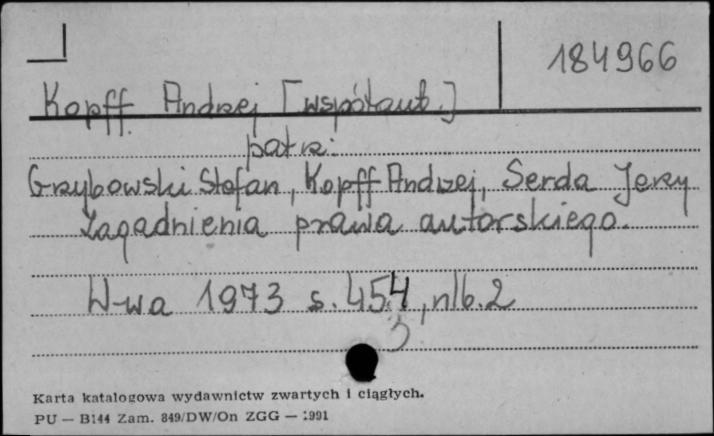 184966
Kopff Andrzej [współaut.]
patrz:
Grzybowski Stefan, Kopff Andrzej, Serda Jerzy
Zagadnienia prawa autorskiego.
W-wa 1973 s. 454, nlb. 2
3
Karta katalogowa wydawnictw zwartych i ciągłych.
PU — B144 Zam. 849/DW/On ZGG — 1991